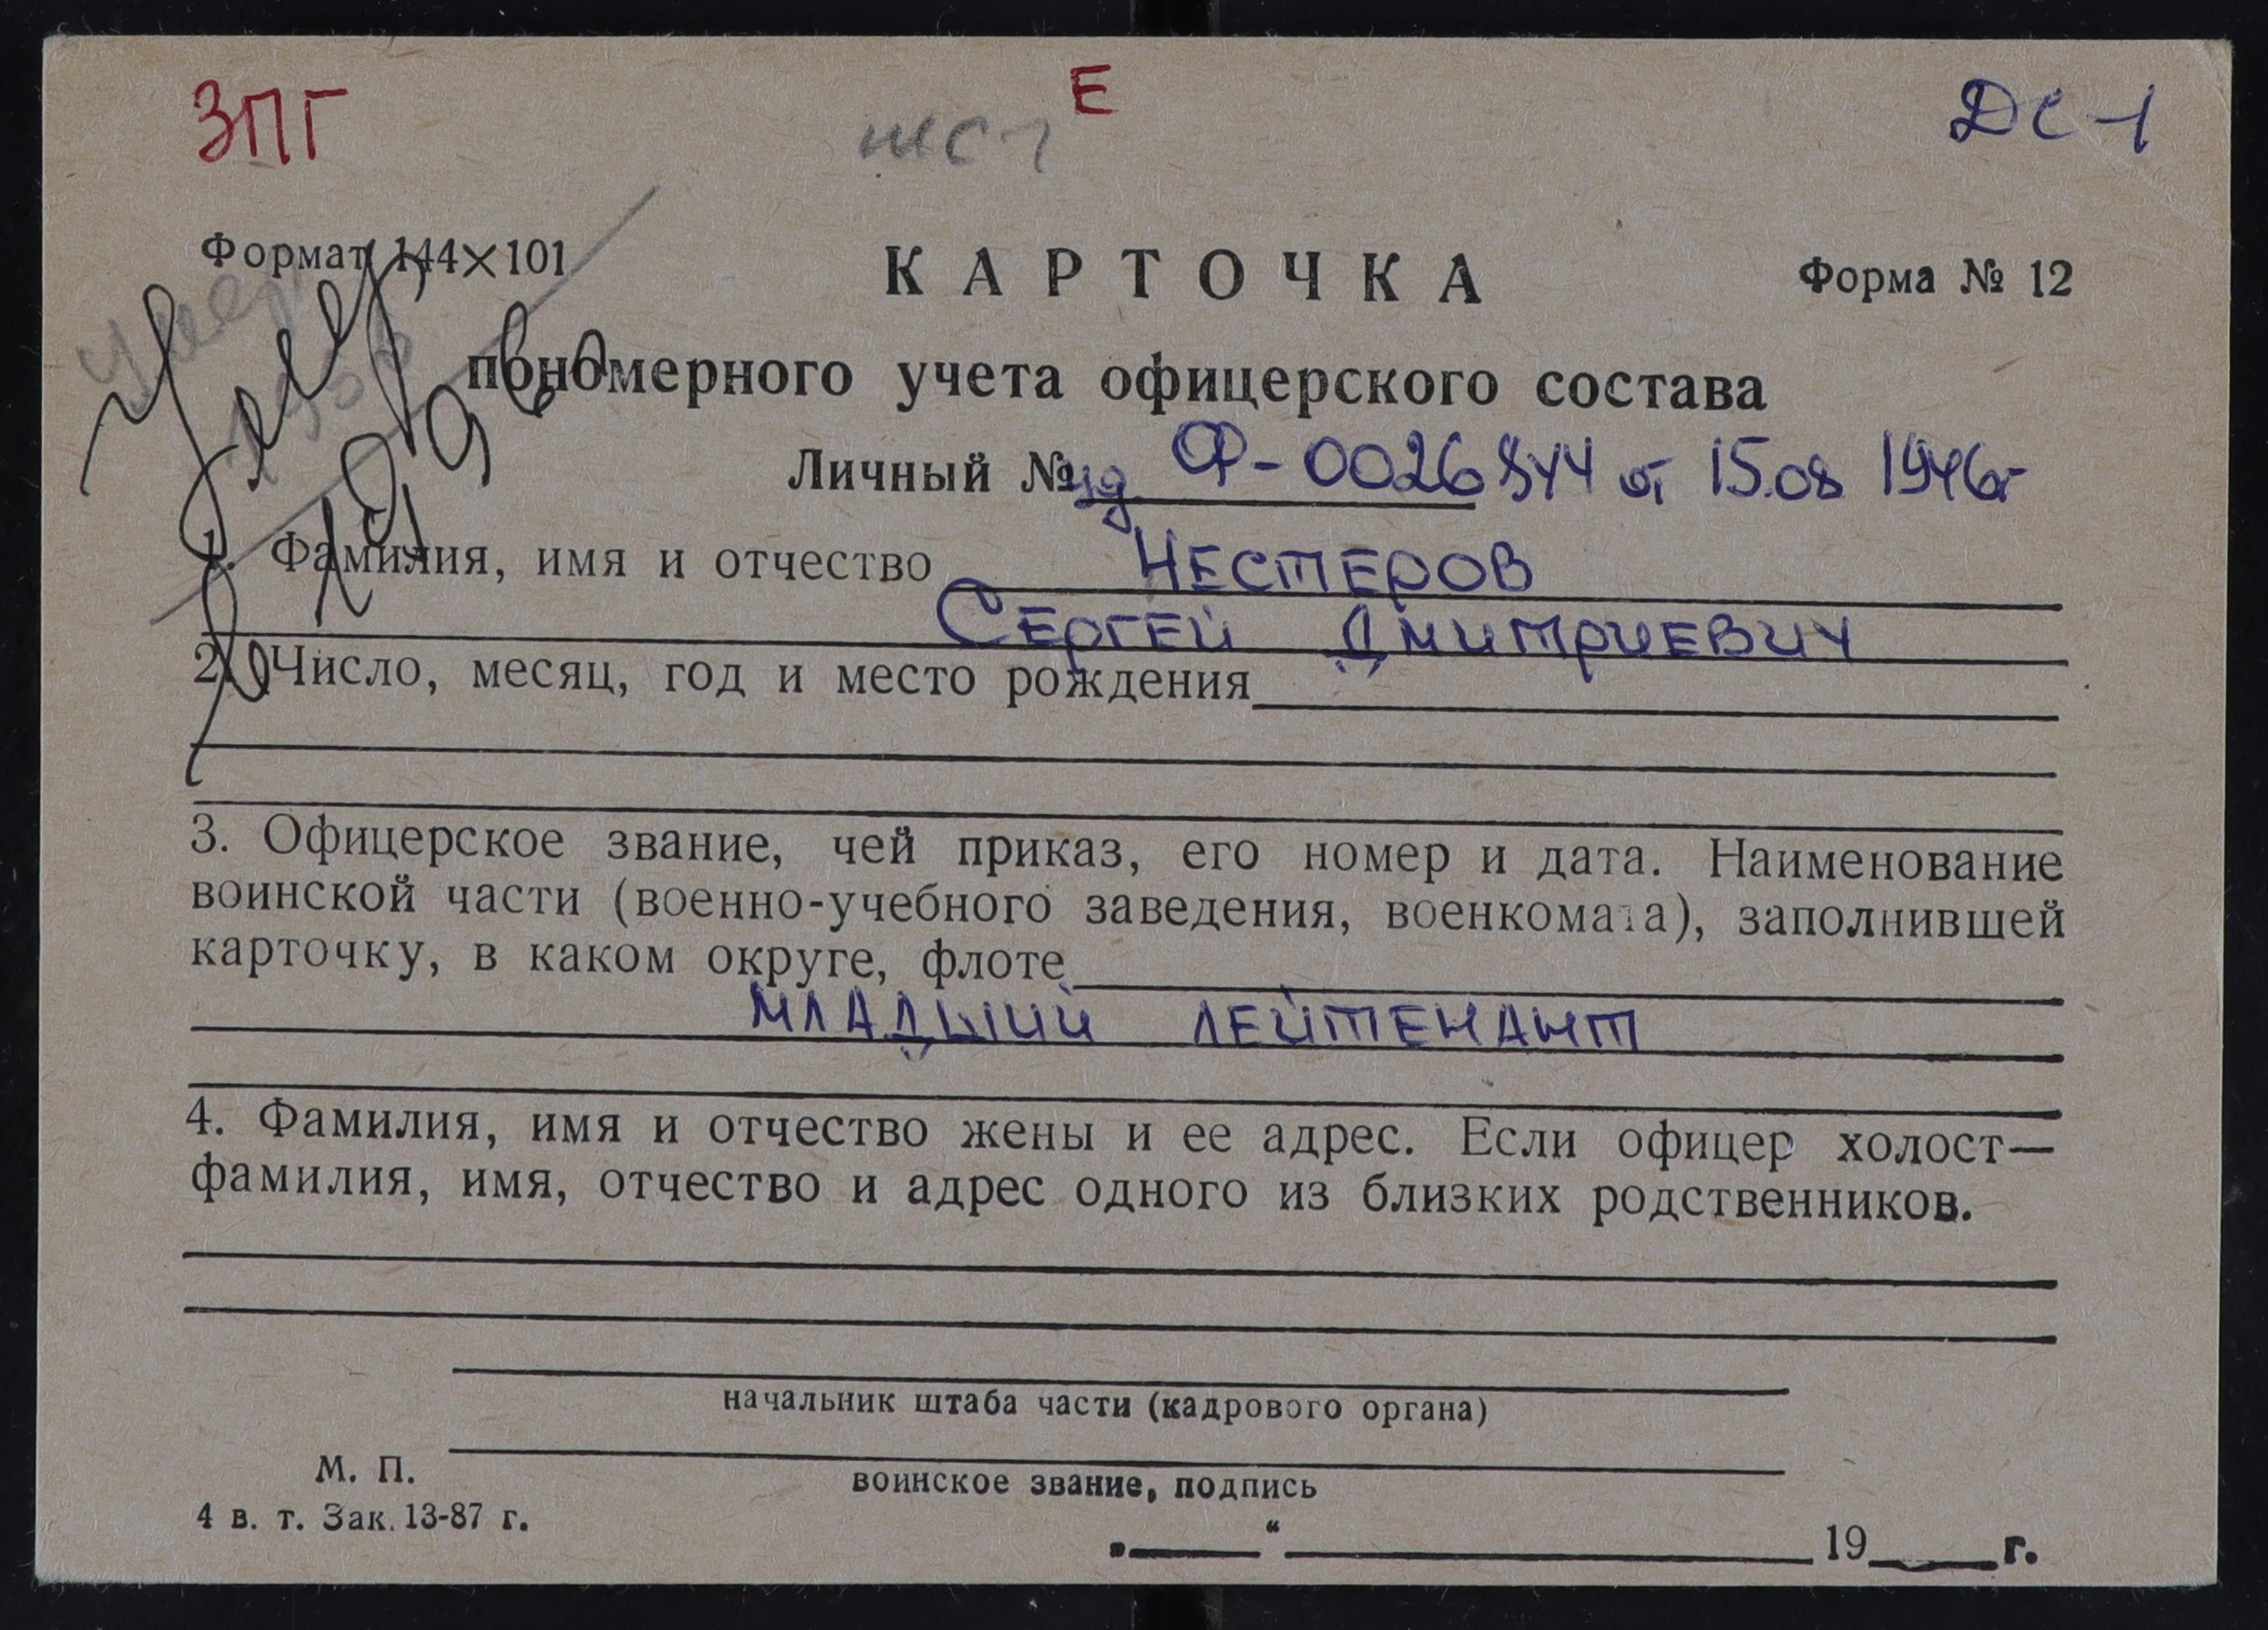 ЗПГ
Е
ДС-1
Формат 144×101
КАРТОЧКА
Форма № 12
Умер
пономерного учета офицерского состава
Личный № уд Ф-0026844 от 15.08 1946г
1. Фамилия, имя и отчество НЕСТЕРОВ
СЕРГЕЙ ДМИТРИЕВИЧ
2. Число, месяц, год и место рождения
3. Офицерское звание, чей приказ, его номер и дата. Наименование
воинской части (военно-учебного заведения, военкомата), заполнившей
карточку, в каком округе, флоте
МЛАДШИЙ ЛЕЙТЕНАНТ
4. Фамилия, имя и отчество жены и ее адрес. Если офицер холост—
фамилия, имя, отчество и адрес одного из близких родственников.
начальник штаба части (кадрового органа)
М. П.
воинское звание, подпись
4 в. т. Зак. 13-87 г.
„ “ 19 г.